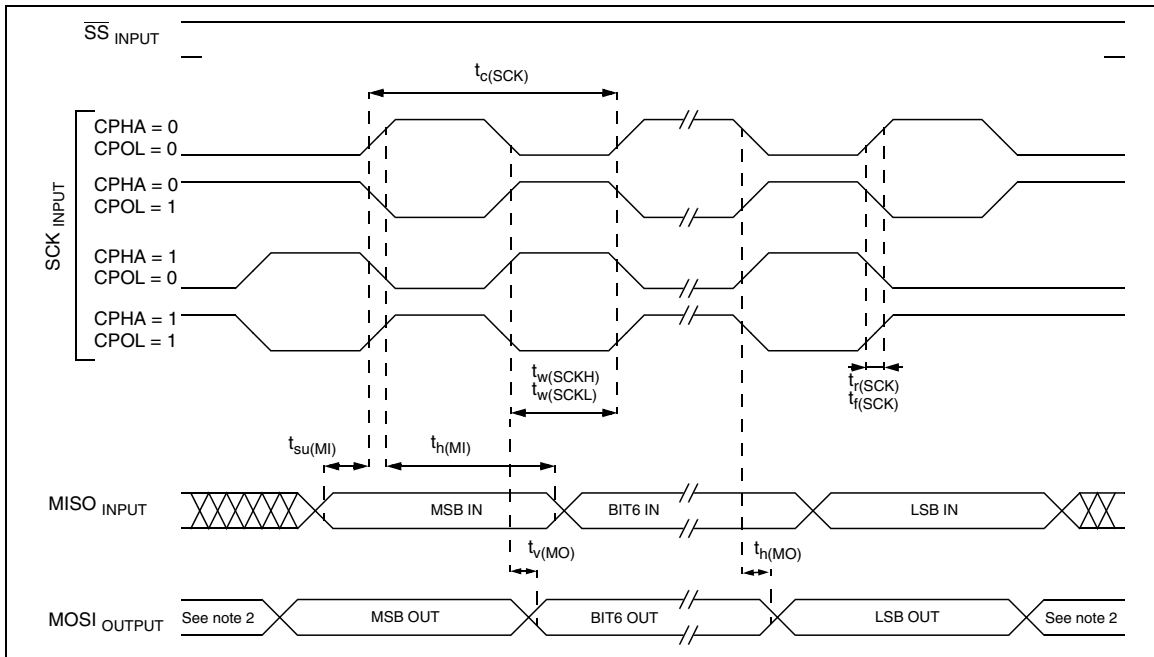 SS INPUT
tc(SCK)
SCK INPUT
CPHA = 0
CPOL = 0
CPHA = 0
CPOL = 1
CPHA = 1
CPOL = 0
CPHA = 1
CPOL = 1
tw(SCKH)
tw(SCKL)
tr(SCK)
tf(SCK)
tsu(MI)
th(MI)
MISO INPUT
MSB IN
BIT6 IN
LSB IN
tv(MO)
th(MO)
MOSI OUTPUT
See note 2
MSB OUT
BIT6 OUT
LSB OUT
See note 2